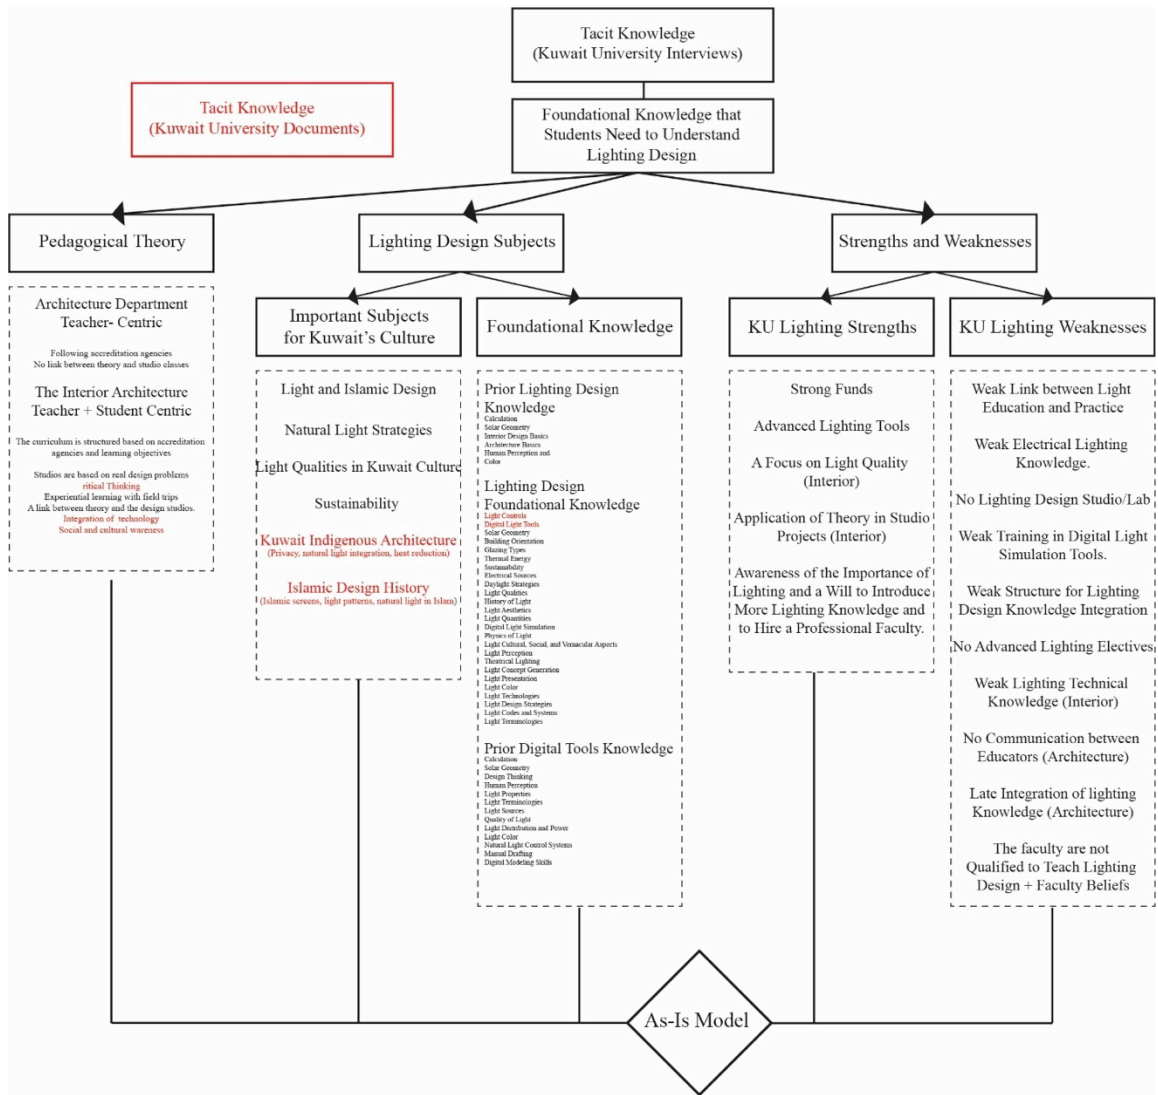 Tacit Knowledge
(Kuwait University Interviews)
Tacit Knowledge
(Kuwait University Documents)
Foundational Knowledge that
Students Need to Understand
Lighting Design
Pedagogical Theory
Lighting Design Subjects
Strengths and Weaknesses
Architecture Department
Teacher- Centric
Following accreditation agencies
No link between theory and studio classes
The Interior Architecture
Teacher + Student Centric
The curriculum is structured based on accreditation
agencies and learning objectives
Studios are based on real design problems
ritical Thinking
Experiential learning with field trips
A link between theory and the design studios.
Integration of technology
Social and cultural wareness
Important Subjects
for Kuwait's Culture
Light and Islamic Design
Natural Light Strategies
Light Qualities in Kuwait Culture
Sustainability
Kuwait Indigenous Architecture
(Privacy, natural light integration, heat reduction)
Islamic Design History
(Islamic screens, light patterns, natural light in Islam)
Foundational Knowledge
Prior Lighting Design
Knowledge
Calculation
Solar Geometry
Interior Design Basics
Architecture Basics
Human Perception and
Color
Lighting Design
Foundational Knowledge
Light Controls
Digital Light Tools
Solar Geometry
Building Orientation
Glazing Types
Thermal Energy
Sustainability
Electrical Sources
Daylight Strategies
Light Qualities
History of Light
Light Aesthetics
Light Quantities
Digital Light Simulation
Physics of Light
Light Cultural, Social, and Vernacular Aspects
Light Perception
Theatrical Lighting
Light Concept Generation
Light Presentation
Light Color
Light Technologies
Light Design Strategies
Light Codes and Systems
Light Terminologies
Prior Digital Tools Knowledge
Calculation
Solar Geometry
Design Thinking
Human Perception
Light Properties
Light Terminologies
Light Sources
Quality of Light
Light Distribution and Power
Light Color
Natural Light Control Systems
Manual Drafting
Digital Modeling Skills
KU Lighting Strengths
Strong Funds
Advanced Lighting Tools
A Focus on Light Quality
(Interior)
Application of Theory in Studio
Projects (Interior)
Awareness of the Importance of
Lighting and a Will to Introduce
More Lighting Knowledge and
to Hire a Professional Faculty.
KU Lighting Weaknesses
Weak Link between Light
Education and Practice
Weak Electrical Lighting
Knowledge.
No Lighting Design Studio/Lab
Weak Training in Digital Light
Simulation Tools.
Weak Structure for Lighting
Design Knowledge Integration
No Advanced Lighting Electives
Weak Lighting Technical
Knowledge (Interior)
No Communication between
Educators (Architecture)
Late Integration of lighting
Knowledge (Architecture)
The faculty are not
Qualified to Teach Lighting
Design + Faculty Beliefs
As-Is Model